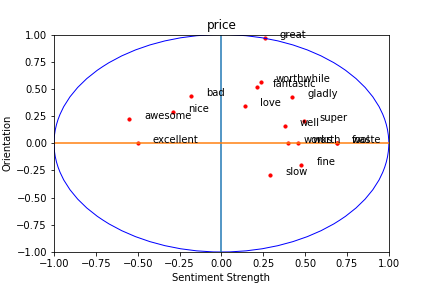 price
1.00
0.75
0.50
0.25
0.00
−0.25
−0.50
−0.75
−1.00
Orientation
great
worthwhile
fantastic
bad
gladly
love
nice
awesome
super
well
excellent
fine
slow
−1.00 −0.75 −0.50 −0.25 0.00 0.25 0.50 0.75 1.00
Sentiment Strength